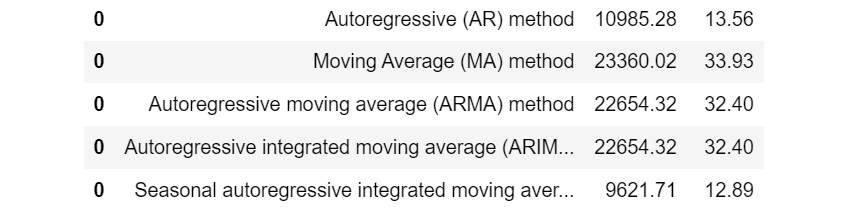 0 Autoregressive (AR) method 10985.28 13.56
0 Moving Average (MA) method 23360.02 33.93
0 Autoregressive moving average (ARMA) method 22654.32 32.40
0 Autoregressive integrated moving average (ARIM... 22654.32 32.40
0 Seasonal autoregressive integrated moving aver... 9621.71 12.89